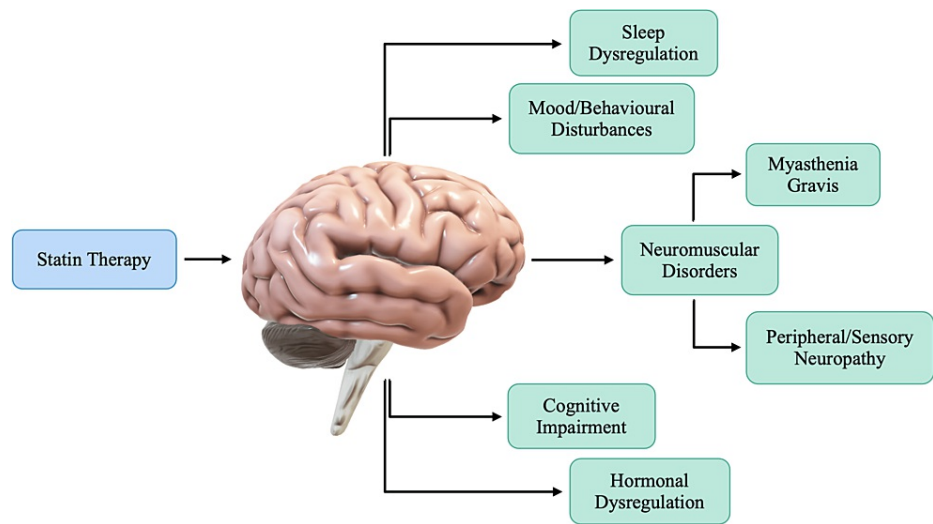 Sleep
Dysregulation
Mood/Behavioural
Disturbances
Myasthenia
Gravis
Statin Therapy
Neuromuscular
Disorders
Peripheral/Sensory
Neuropathy
Cognitive
Impairment
Hormonal
Dysregulation